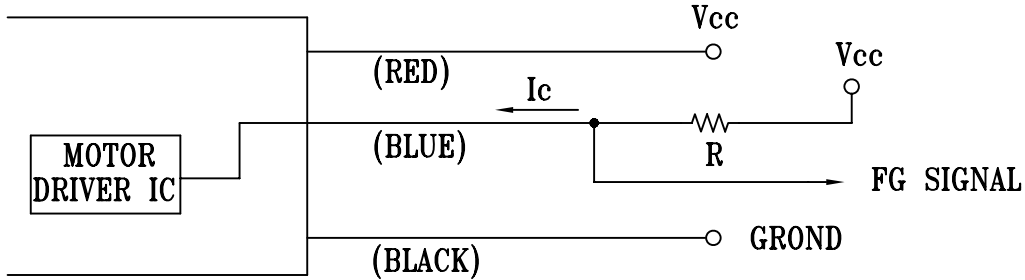 Vcc
Vcc
(RED)
Ic
(BLUE)
R
MOTOR
DRIVER IC
FG SIGNAL
GROND
(BLACK)